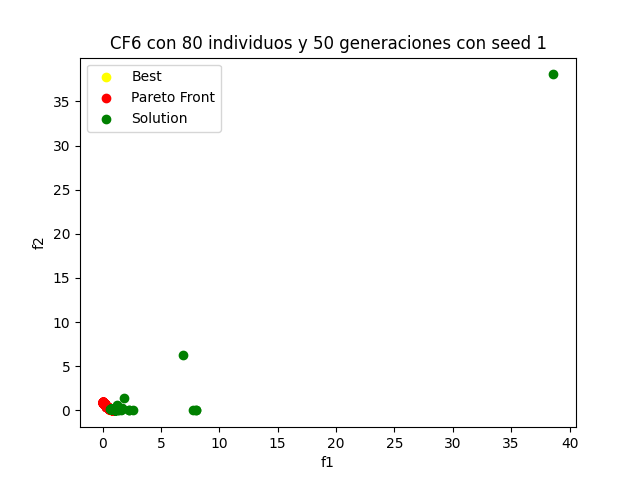 CF6 con 80 individuos y 50 generaciones con seed 1
Best
Pareto Front
Solution
35
30
25
20
15
10
5
0
f2
0 5 10 15 20 25 30 35 40
f1